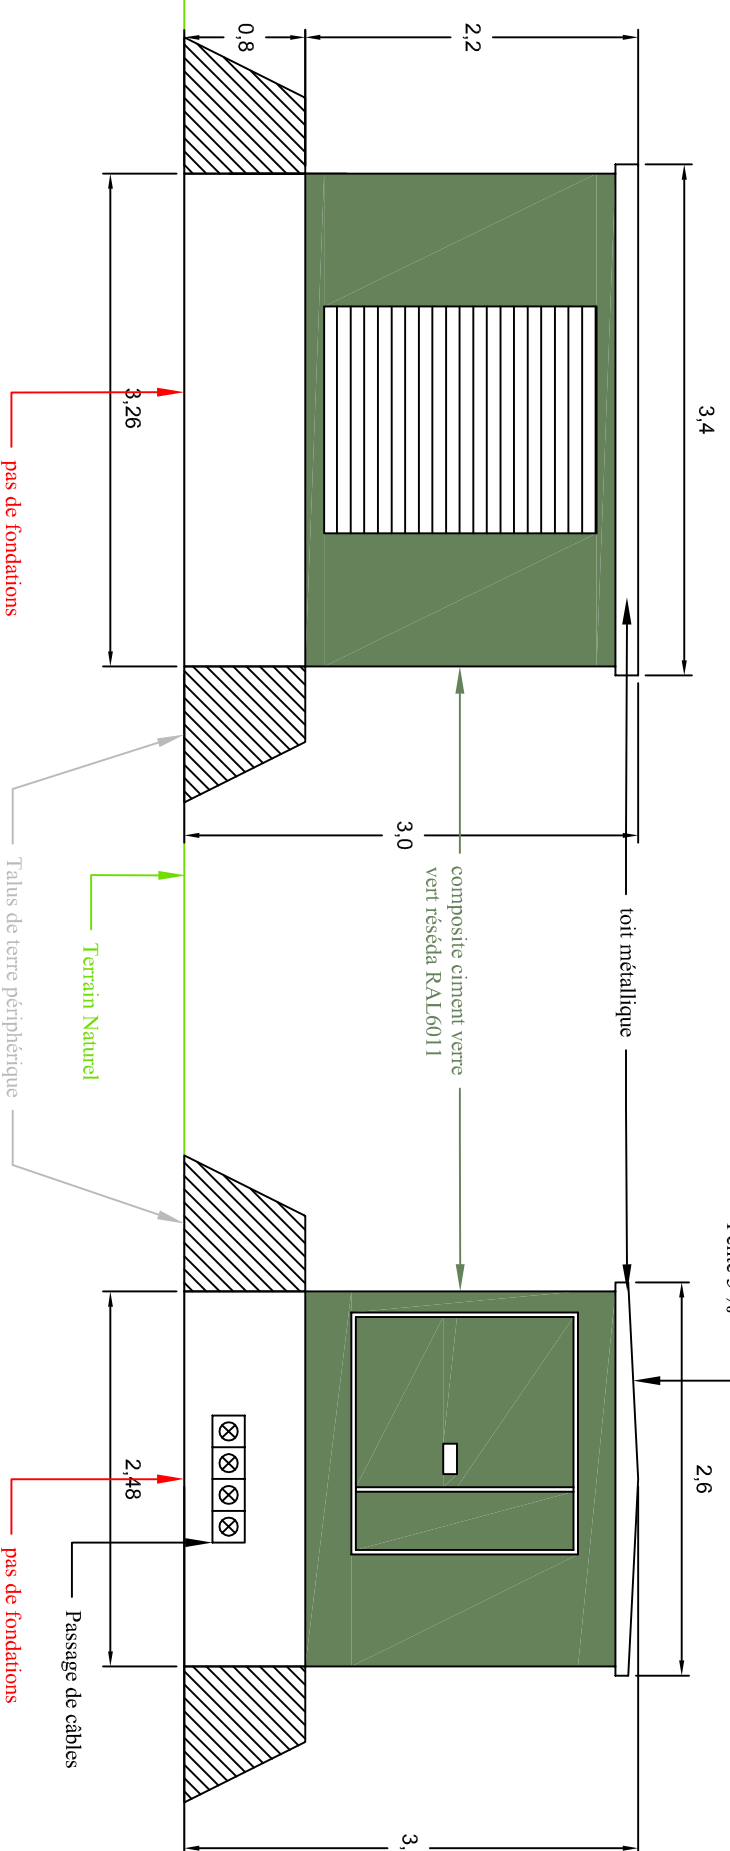 3,4
2,6
toit métallique
2,2
0,8
3,0
3,
composite ciment verre
vert réséda RAL6011
3,26
2,48
Terrain Naturel
Talus de terre périphérique
pas de fondations
pas de fondations
Passage de câbles